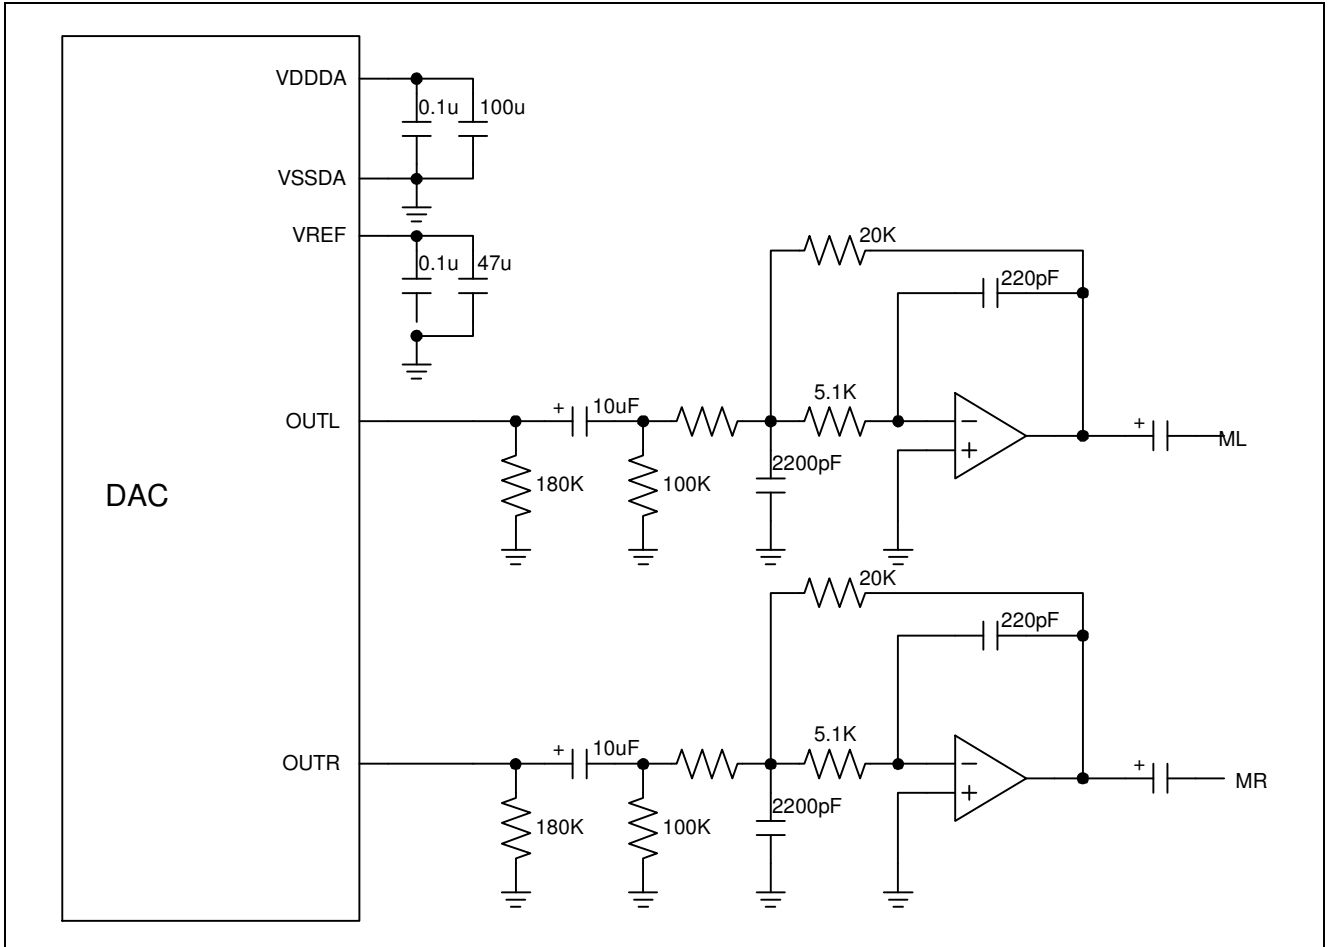 VDDDA
0.1u 100u
VSSDA
VREF
0.1u 47u
20K
220pF
OUTL
+ 10uF
5.1K
−
+
+
ML
180K
100K
2200pF
DAC
20K
220pF
OUTR
+ 10uF
5.1K
−
+
+
MR
180K
100K
2200pF